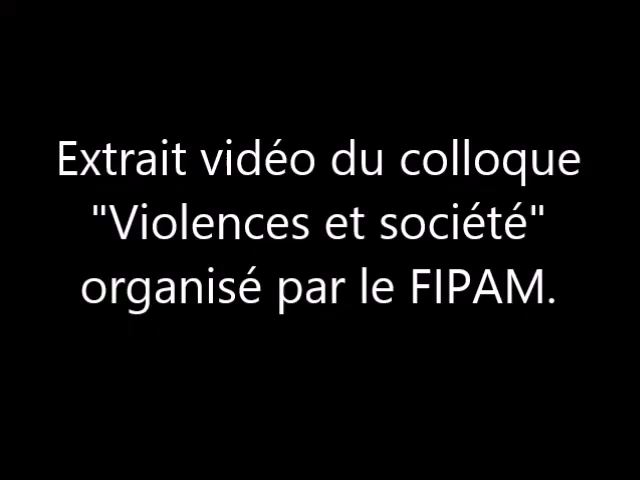 Extrait vidéo du colloque
"Violences et société"
organisé par le FIPAM.